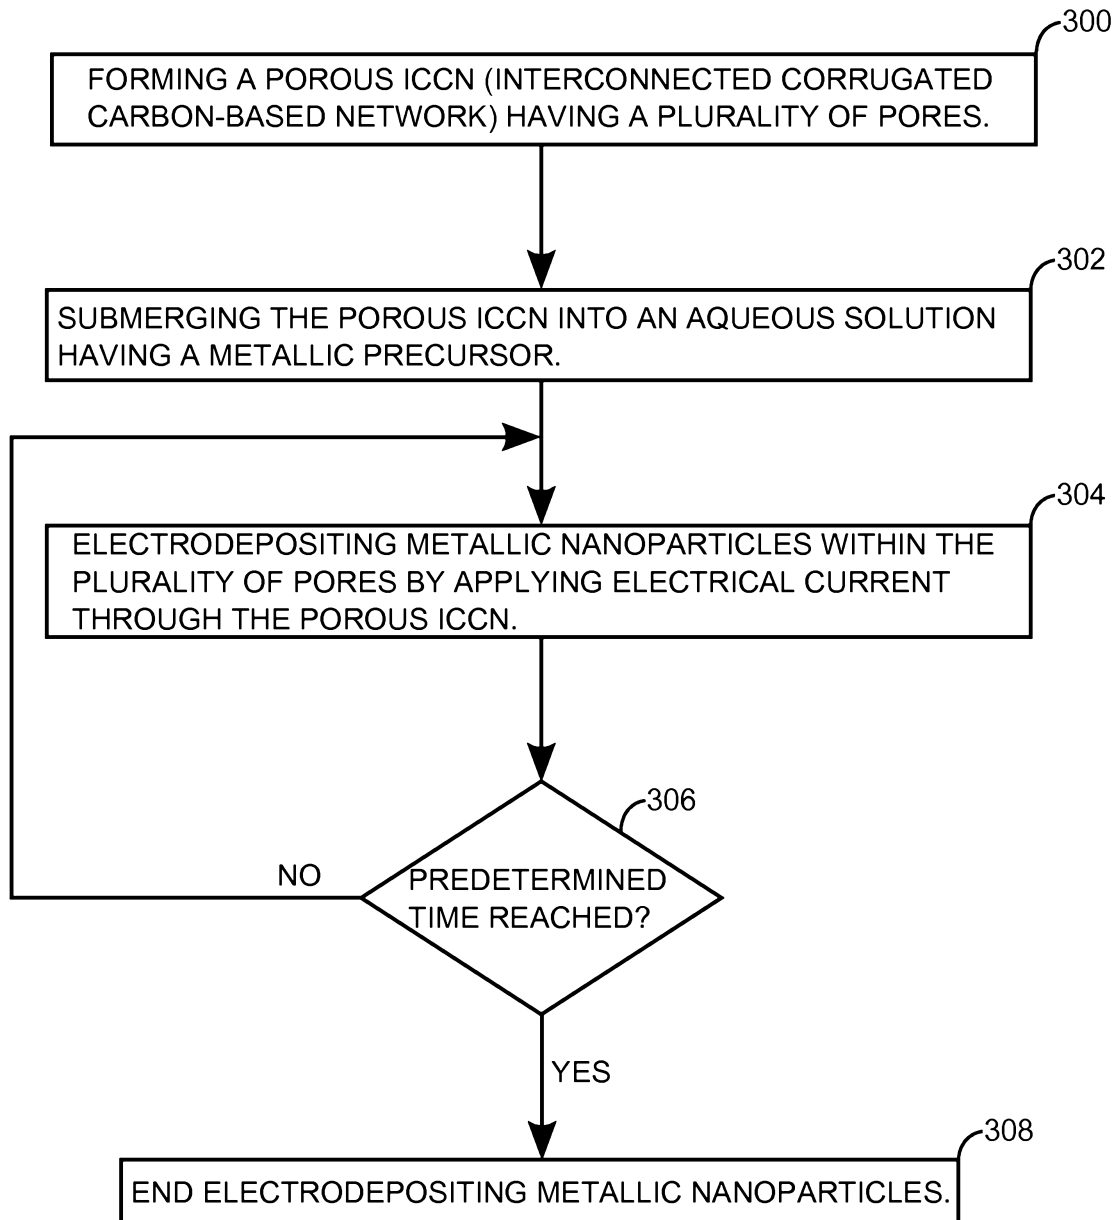 300
FORMING A POROUS ICCN (INTERCONNECTED CORRUGATED
CARBON-BASED NETWORK) HAVING A PLURALITY OF PORES.
302
SUBMERGING THE POROUS ICCN INTO AN AQUEOUS SOLUTION
HAVING A METALLIC PRECURSOR.
304
ELECTRODEPOSITING METALLIC NANOPARTICLES WITHIN THE
PLURALITY OF PORES BY APPLYING ELECTRICAL CURRENT
THROUGH THE POROUS ICCN.
306
NO
PREDETERMINED
TIME REACHED?
YES
308
END ELECTRODEPOSITING METALLIC NANOPARTICLES.